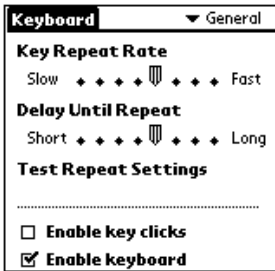 Keyboard General
Key Repeat Rate
Slow Fast
Delay Until Repeat
Short Long
Test Repeat Settings
Enable key clicks
Enable keyboard